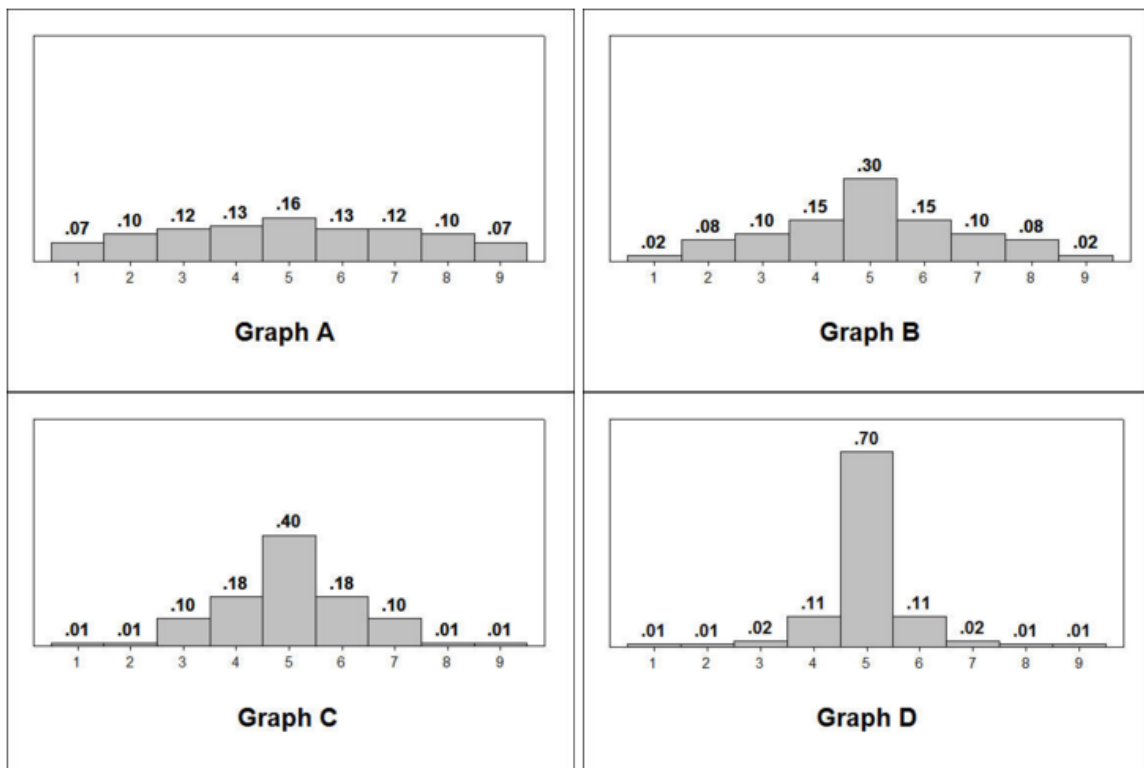 .07 .10 .12 .13 .16 .13 .12 .10 .07
1 2 3 4 5 6 7 8 9
Graph A
.02 .08 .10 .15 .30 .15 .10 .08 .02
1 2 3 4 5 6 7 8 9
Graph B
.01 .01 .10 .18 .40 .18 .10 .01 .01
1 2 3 4 5 6 7 8 9
Graph C
.01 .01 .02 .11 .70 .11 .02 .01 .01
1 2 3 4 5 6 7 8 9
Graph D